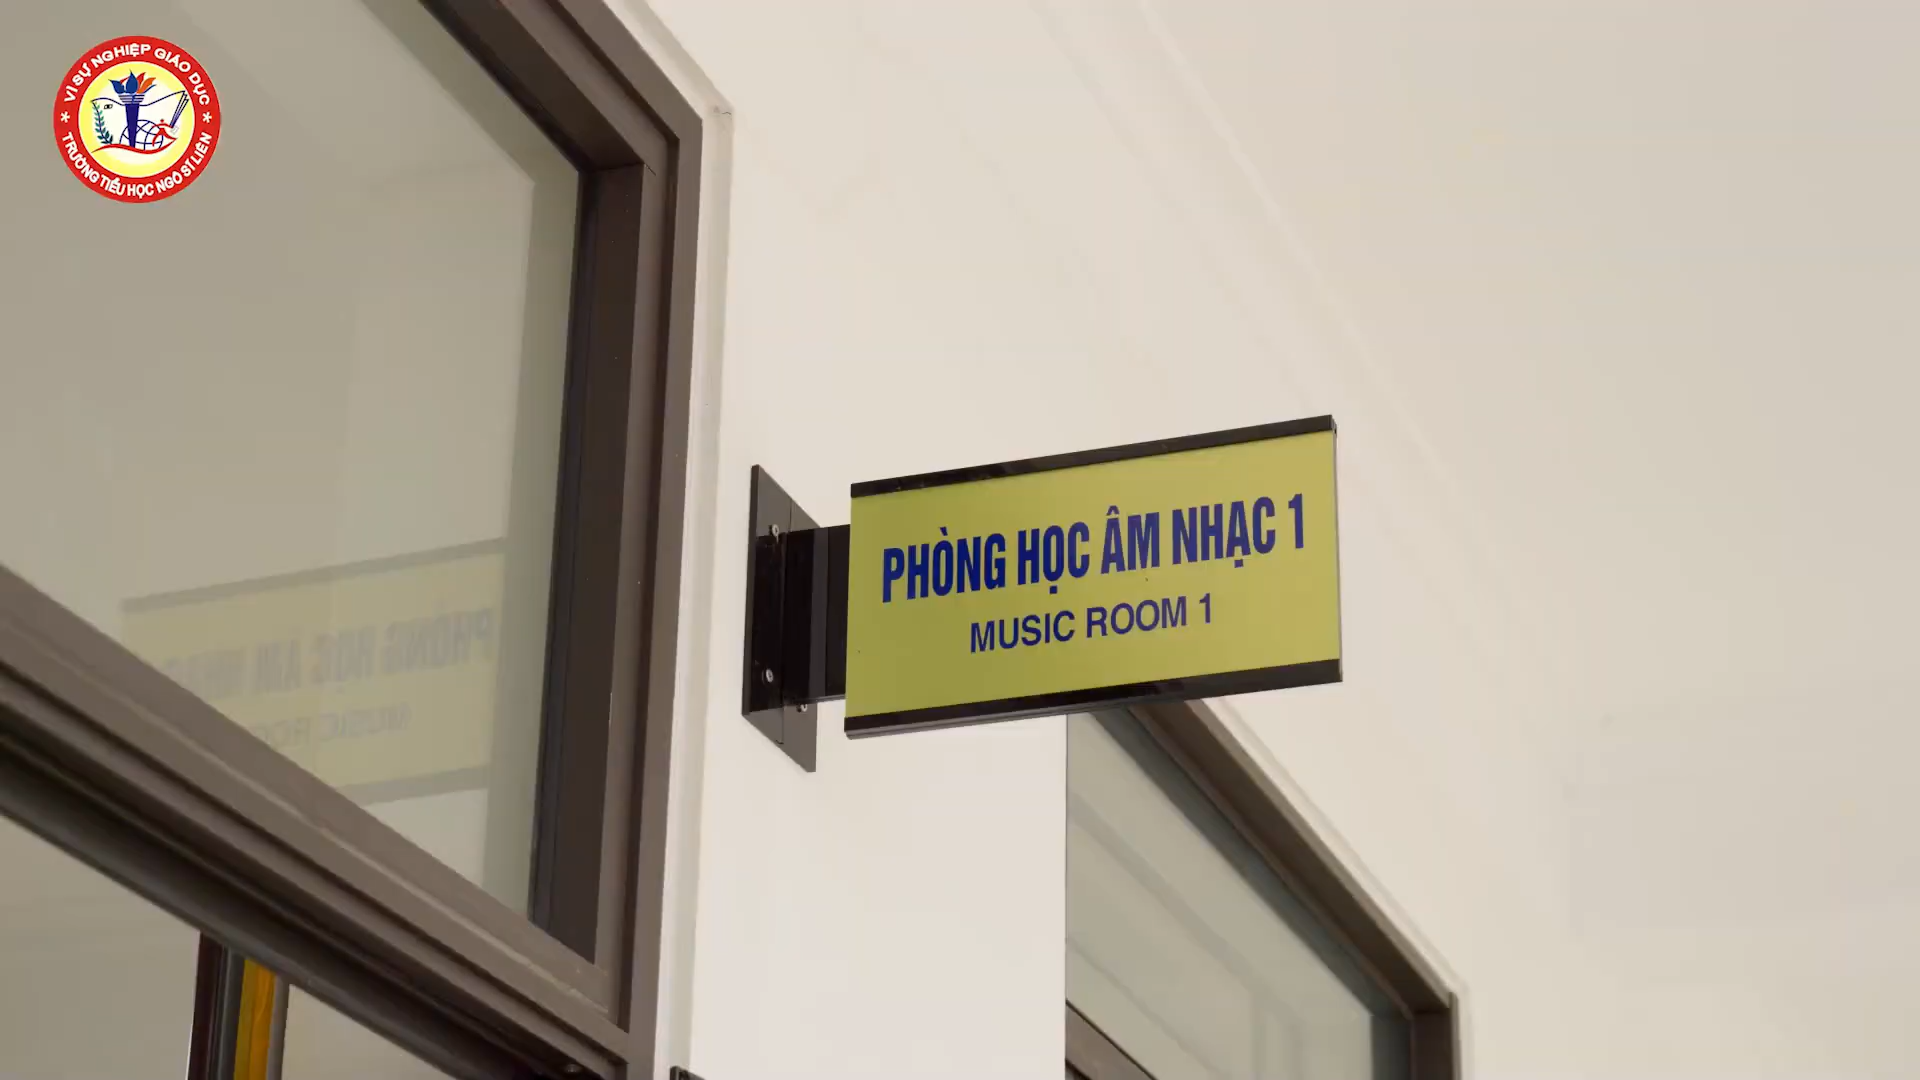 VÌ SỰ NGHIỆP GIÁO DỤC
TRƯỜNG TIỂU HỌC NGÔ SĨ LIÊN
PHÒNG HỌC ÂM NHẠC 1
MUSIC ROOM 1